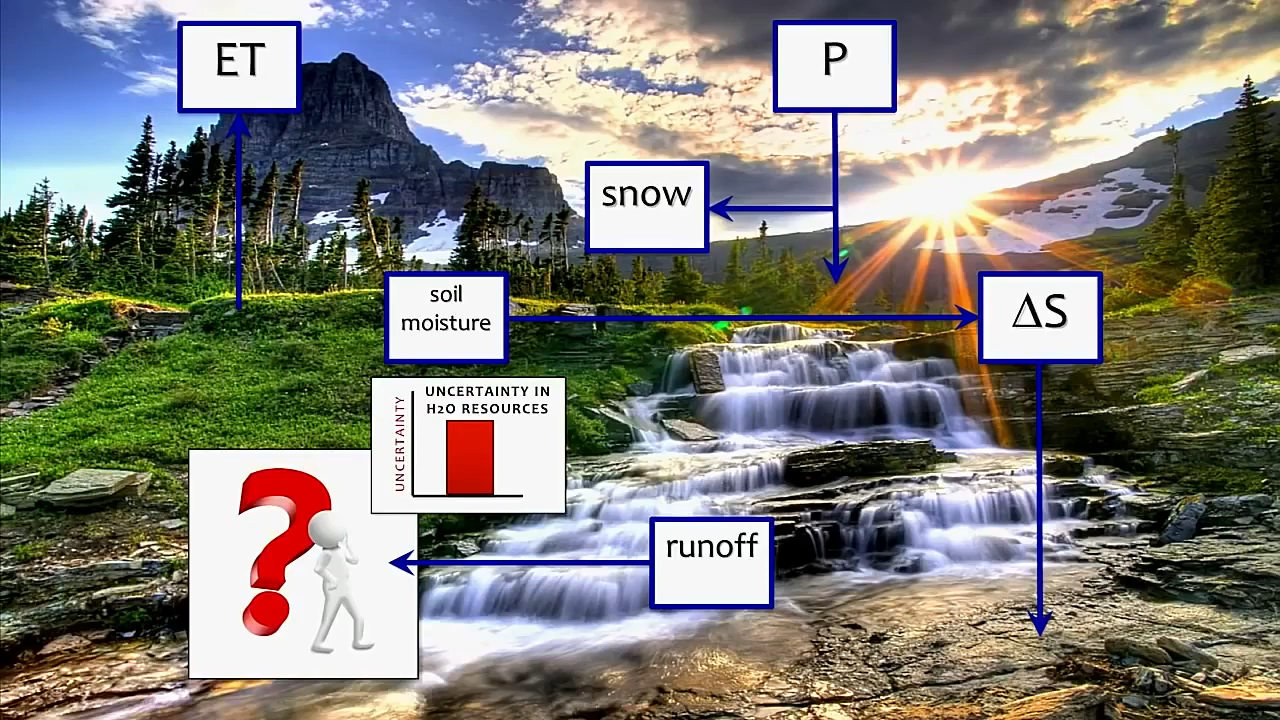 ET
P
snow
soil
moisture
ΔS
UNCERTAINTY IN
H2O RESOURCES
UNCERTAINTY
runoff